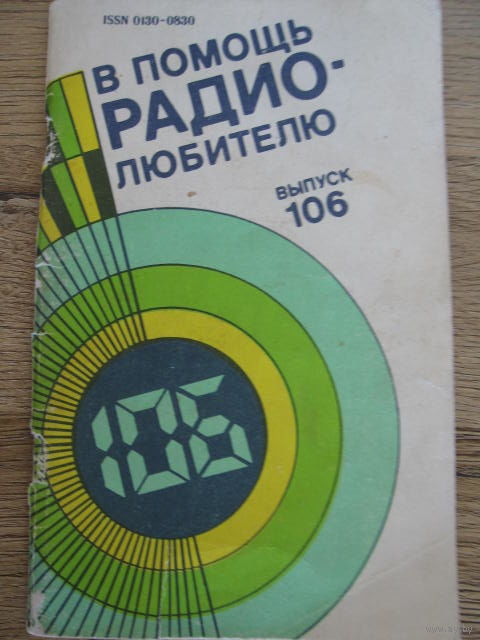 ISSN 0130-0830
В ПОМОЩЬ
РАДИО-
ЛЮБИТЕЛЮ
ВЫПУСК
106
106